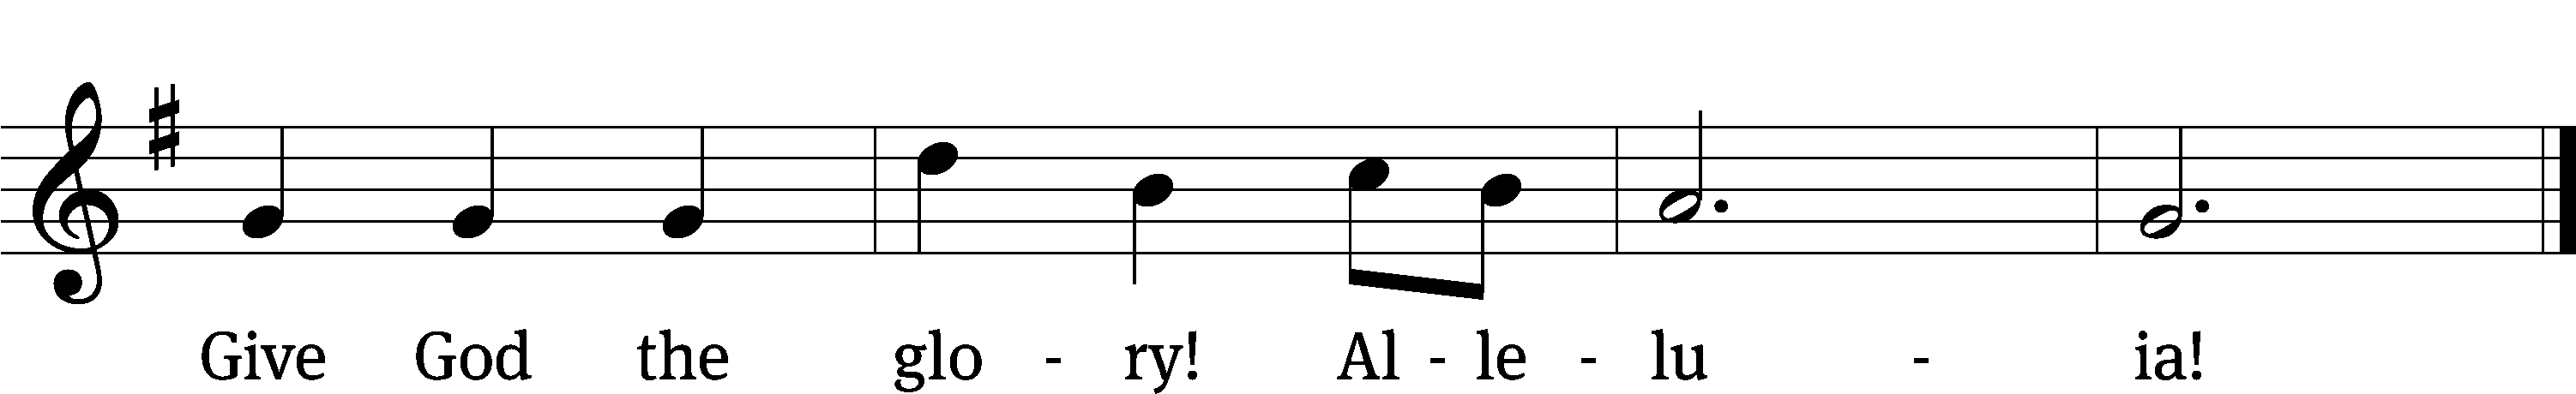 Give God the glo - ry! Al - le - lu - ia!